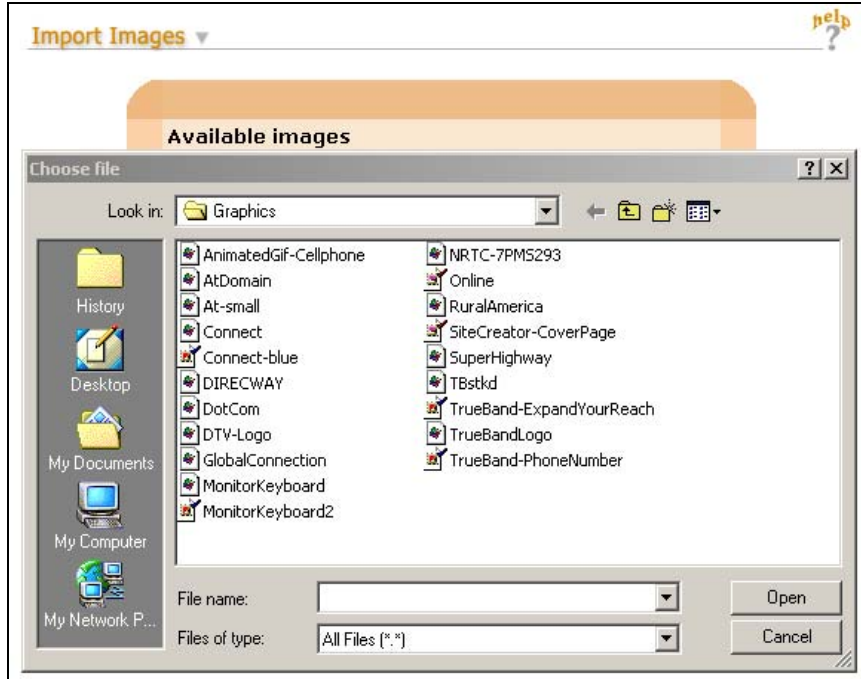 help
?
Import Images
Available images
Choose file
Look in: Graphics
History
Desktop
My Documents
My Computer
My Network P...
AnimatedGif-Cellphone
AtDomain
At-small
Connect
Connect-blue
DIRECWAY
DotCom
DTV-Logo
GlobalConnection
MonitorKeyboard
MonitorKeyboard2
NRTC-7PMS293
Online
RuralAmerica
SiteCreator-CoverPage
SuperHighway
TBstkd
TrueBand-ExpandYourReach
TrueBandLogo
TrueBand-PhoneNumber
File name:
Open
Files of type: All Files (*.*)
Cancel